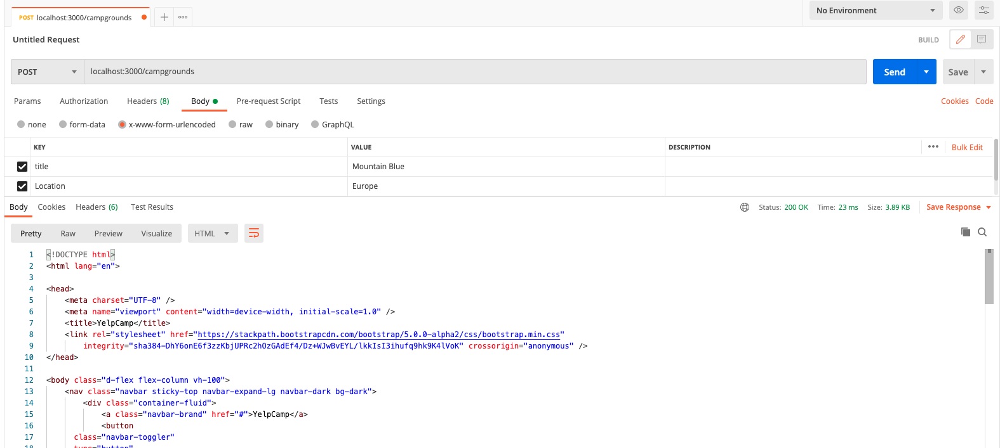 POST localhost:3000/campgrounds
No Environment
Untitled Request
BUILD
POST localhost:3000/campgrounds Send Save
Params Authorization Headers (8) Body Pre-request Script Tests Settings Cookies Code
none form-data x-www-form-urlencoded raw binary GraphQL
KEY VALUE DESCRIPTION Bulk Edit
title Mountain Blue
Location Europe
Body Cookies Headers (6) Test Results Status: 200 OK Time: 23 ms Size: 3.89 KB Save Response
Pretty Raw Preview Visualize HTML
1 <!DOCTYPE html>
2 <html lang="en">
3
4 <head>
5 <meta charset="UTF-8" />
6 <meta name="viewport" content="width=device-width, initial-scale=1.0" />
7 <title>YelpCamp</title>
8 <link rel="stylesheet" href="https://stackpath.bootstrapcdn.com/bootstrap/5.0.0-alpha2/css/bootstrap.min.css"
9 integrity="sha384-DhY6onE6f3zzKbjUPRc2hOzGAdEf4/Dz+WJwBvEYL/lkkIsI3ihufq9hk9K4lVoK" crossorigin="anonymous" />
10 </head>
11
12 <body class="d-flex flex-column vh-100">
13 <nav class="navbar sticky-top navbar-expand-lg navbar-dark bg-dark">
14 <div class="container-fluid">
15 <a class="navbar-brand" href="#">YelpCamp</a>
16 <button
17 class="navbar-toggler"
18 type="button"